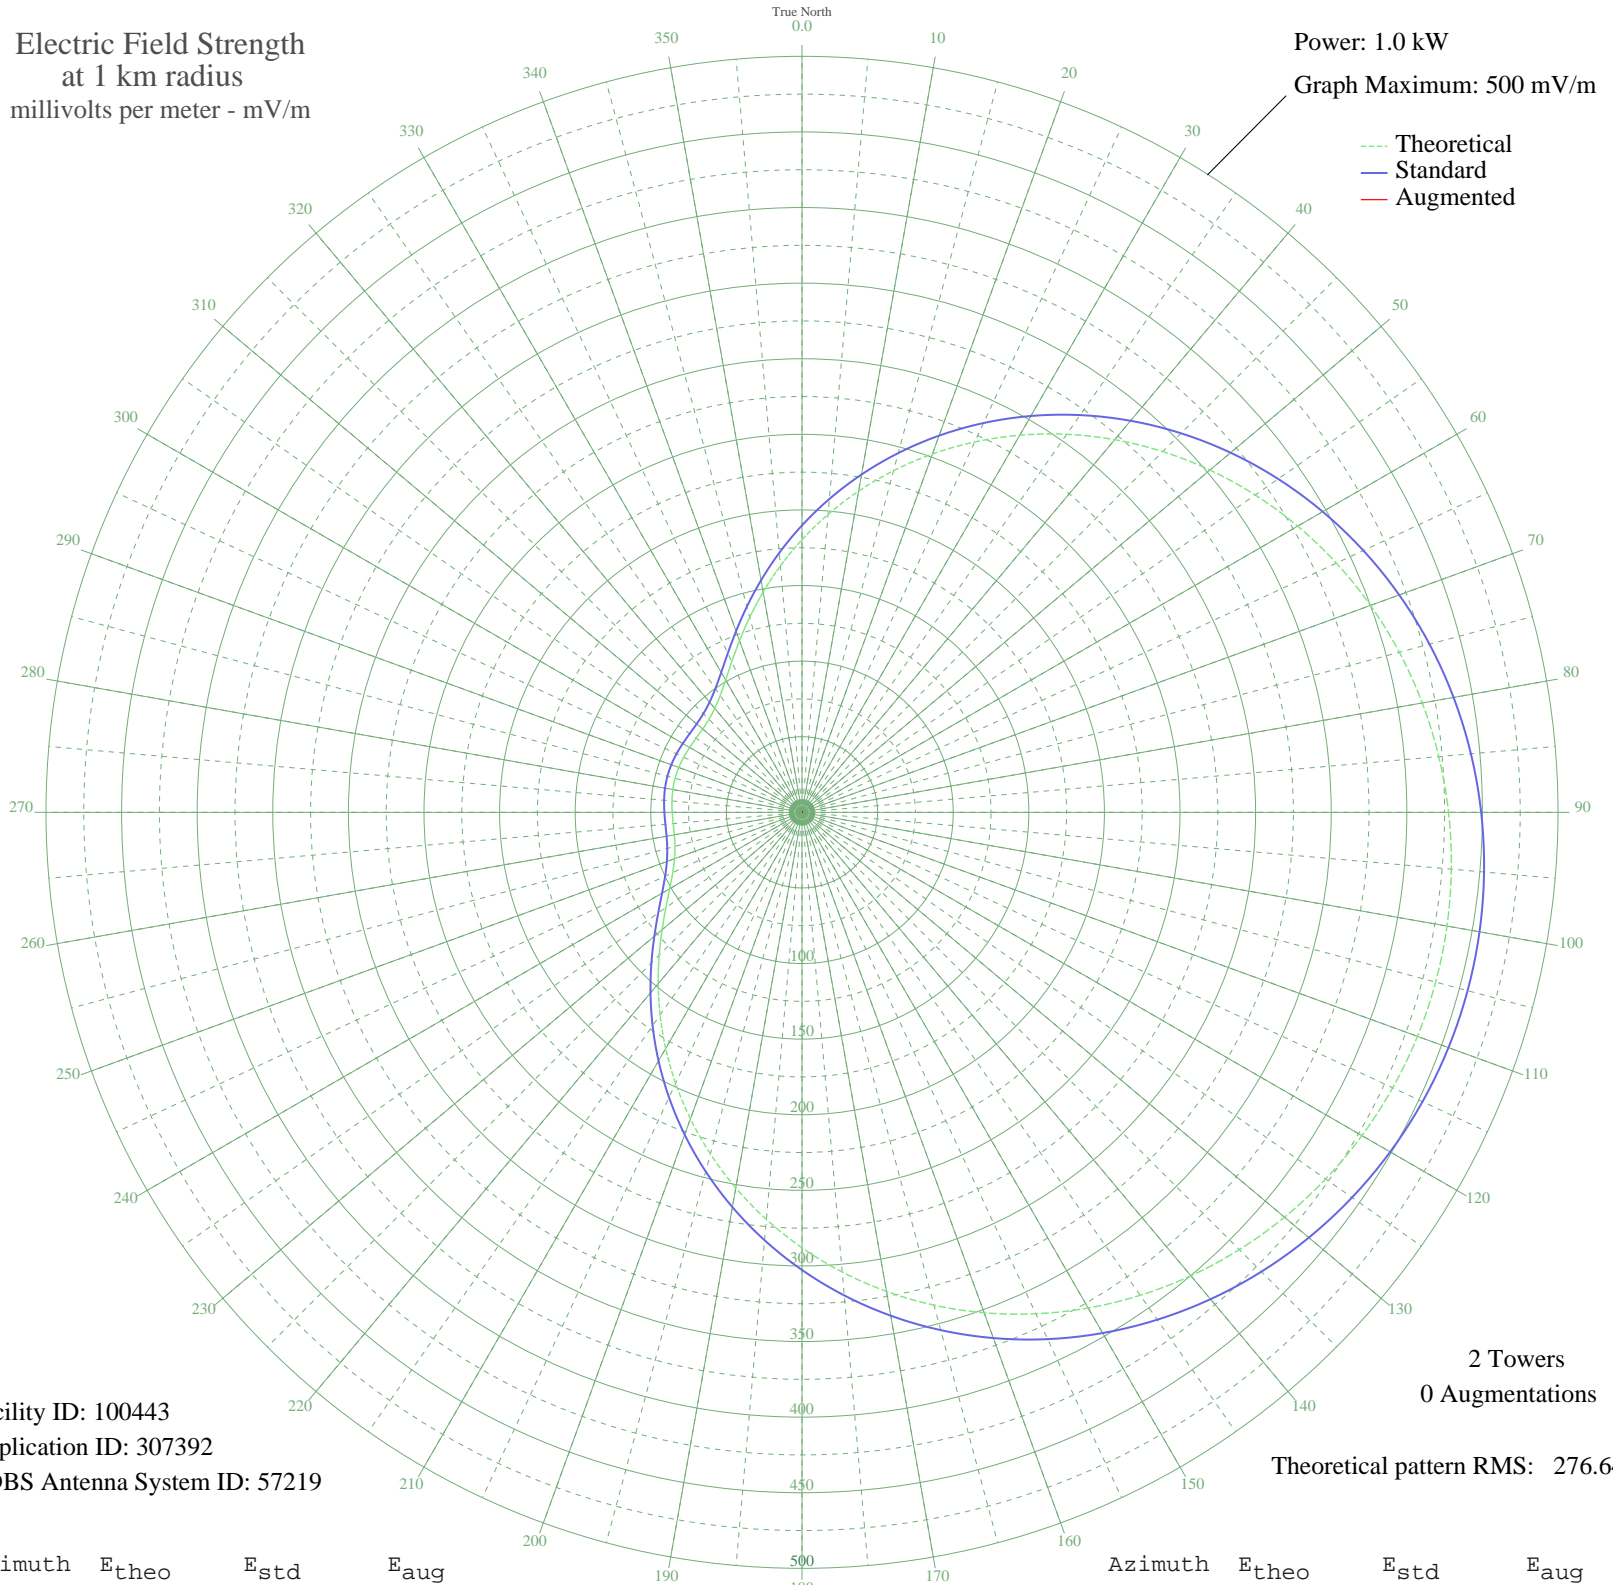 True North
0.0
Electric Field Strength
at 1 km radius
millivolts per meter - mV/m
Power: 1.0 kW
Graph Maximum: 500 mV/m
Theoretical
Standard
Augmented
10
20
30
40
50
60
70
80
90
100
110
120
130
140
150
160
170
190
200
210
220
230
240
250
260
270
280
290
300
310
320
330
340
350
100
150
200
250
300
350
400
450
500
2 Towers
0 Augmentations
Theoretical pattern RMS: 276.64
cility ID: 100443
plication ID: 307392
DBS Antenna System ID: 57219
imuth Etheo Estd Eaug
Azimuth Etheo Estd Eaug